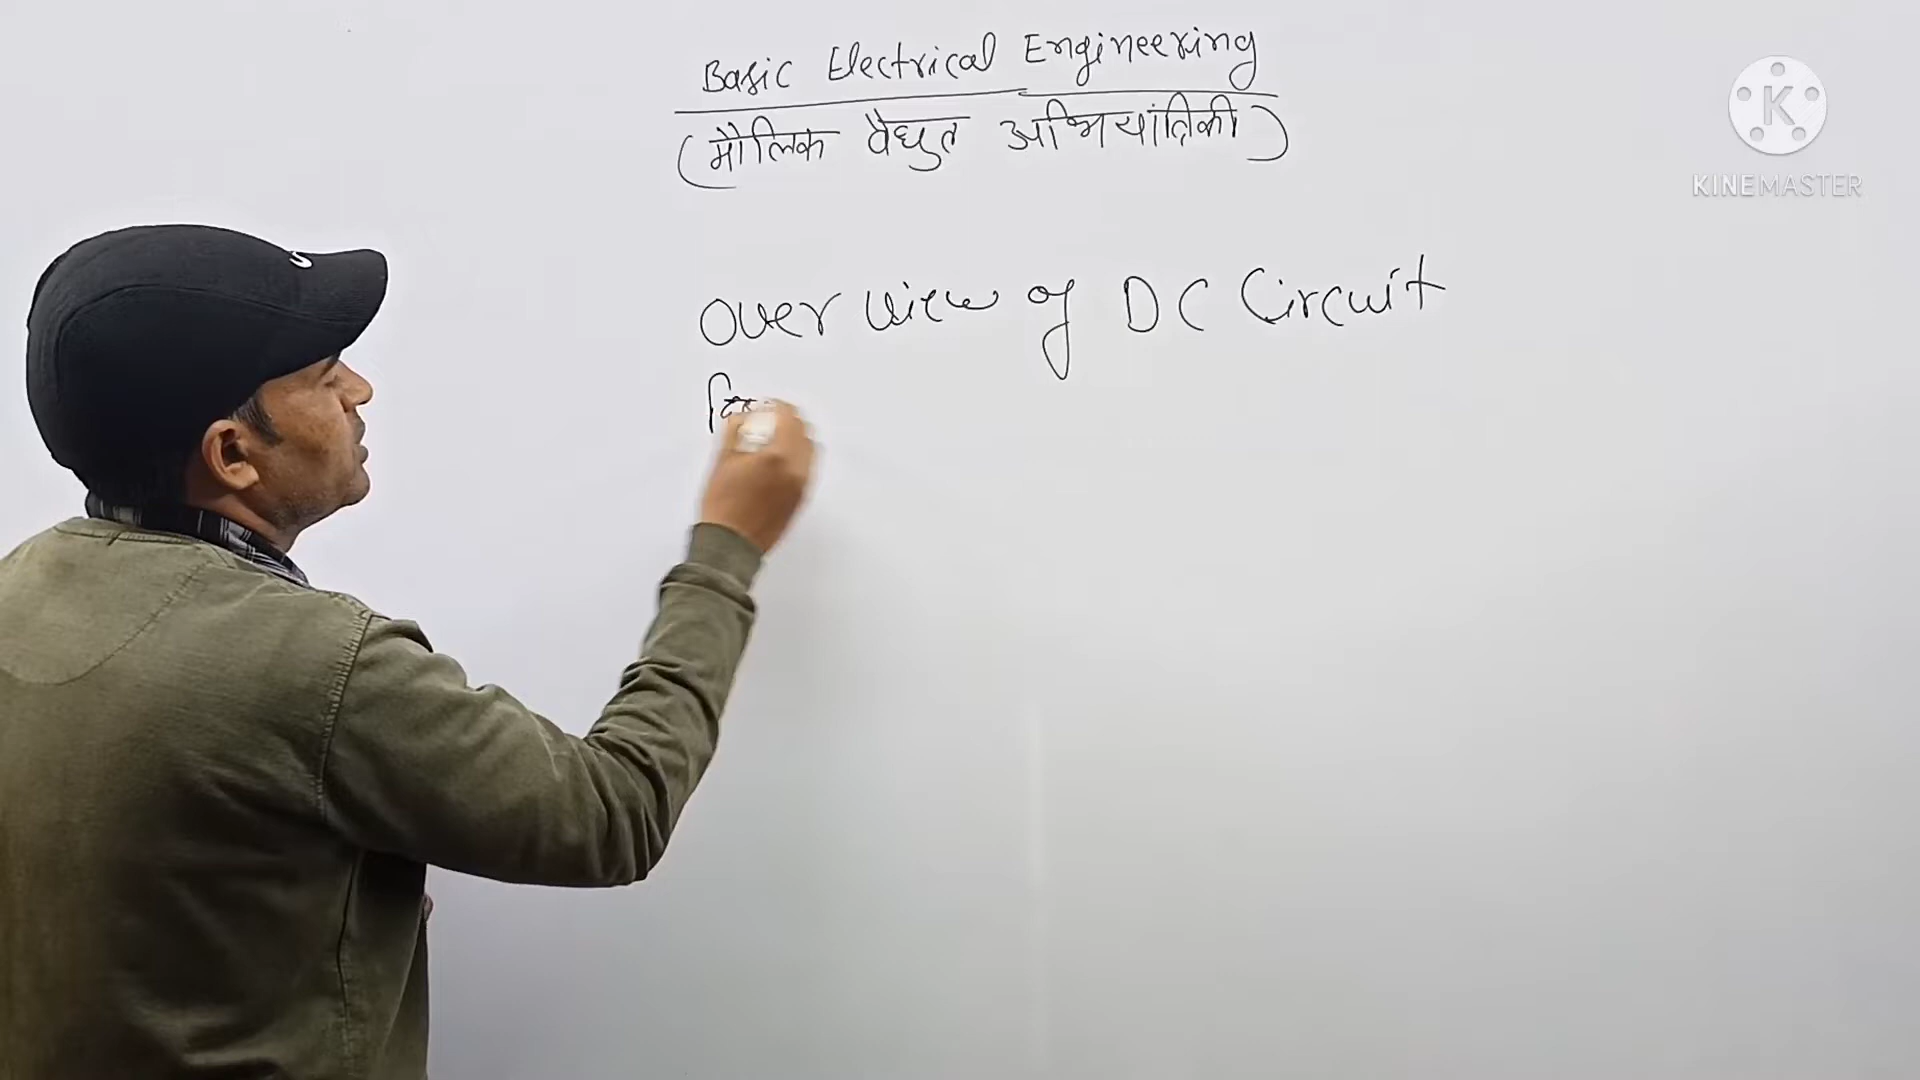 Basic Electrical Engineering
(मौलिक वैधुत अभियांत्रिकी)
Over view of DC Circuit
KINEMASTER